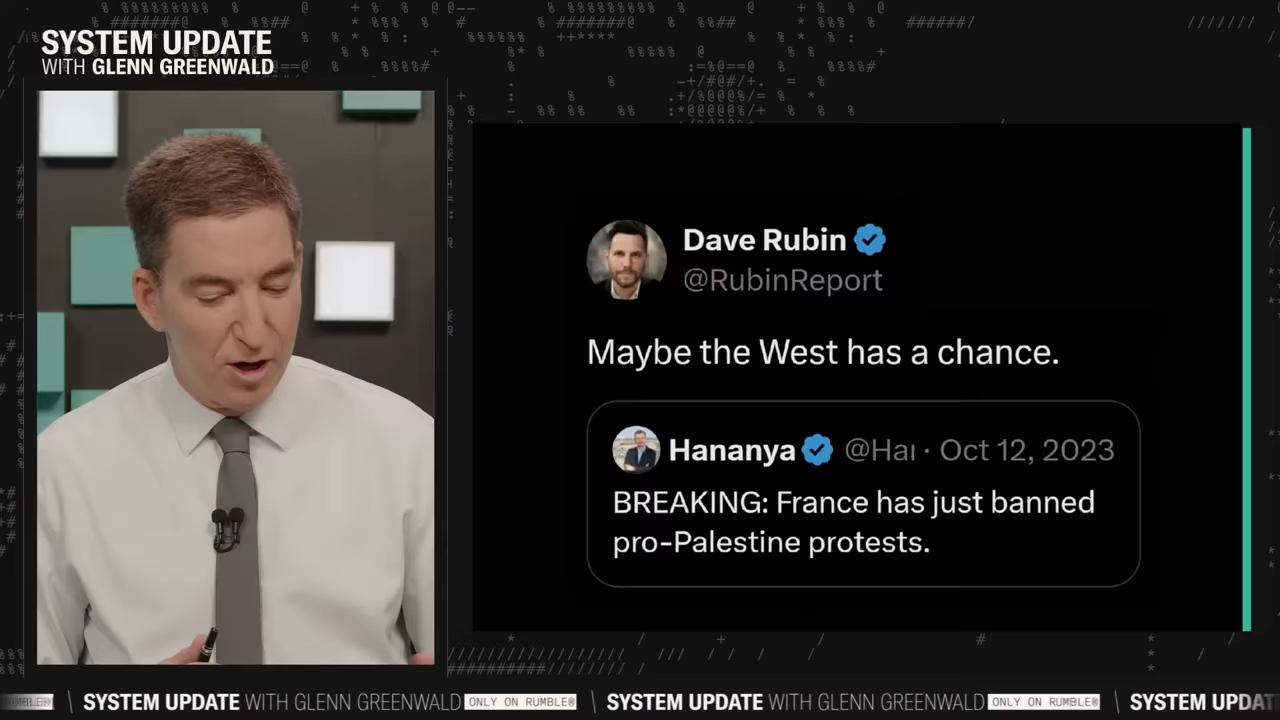 SYSTEM UPDATE
WITH GLENN GREENWALD
Dave Rubin
@RubinReport
Maybe the West has a chance.
Hananya @Hai · Oct 12, 2023
BREAKING: France has just banned
pro-Palestine protests.
SYSTEM UPDATE WITH GLENN GREENWALD ONLY ON RUMBLE® SYSTEM UPDATE WITH GLENN GREENWALD ONLY ON RUMBLE® SYSTEM UPDAT